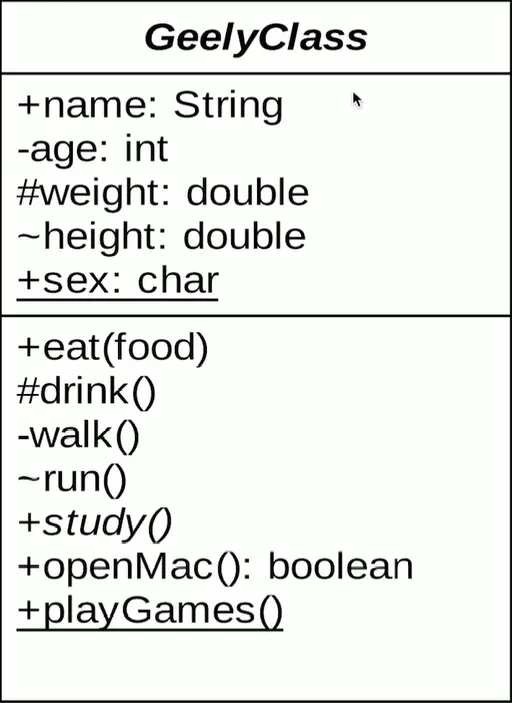 GeelyClass
+name: String
-age: int
#weight: double
~height: double
+sex: char
+eat(food)
#drink()
-walk()
~run()
+study()
+openMac(): boolean
+playGames()